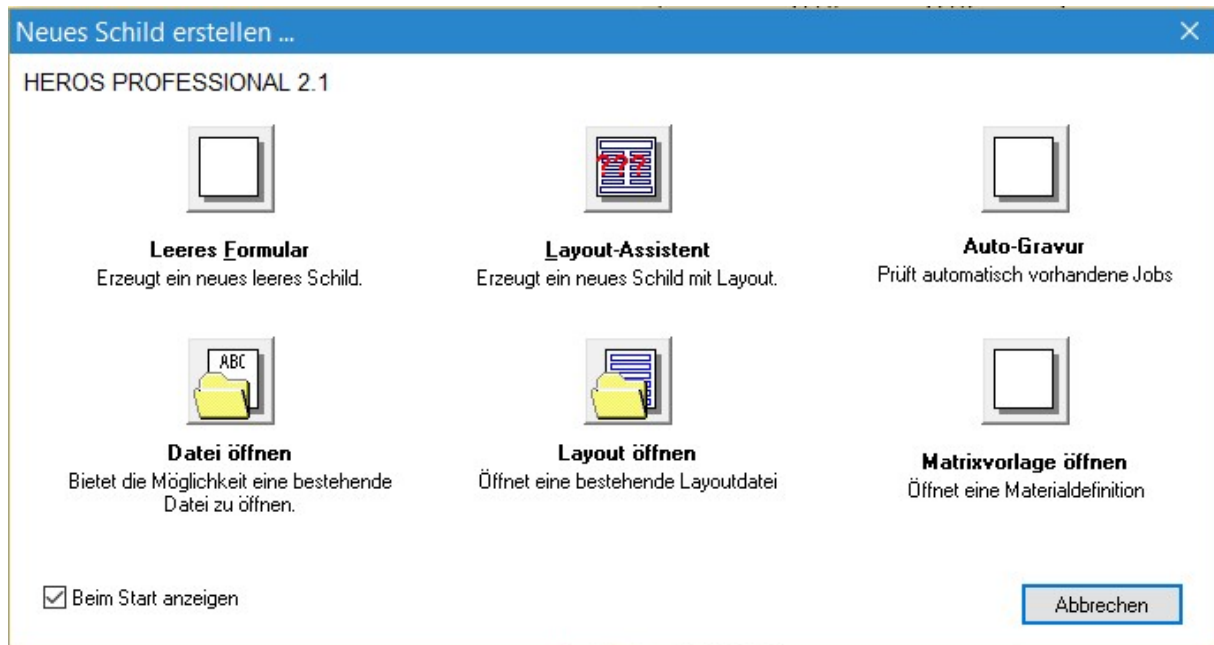 Neues Schild erstellen ...
HEROS PROFESSIONAL 2.1
???
Leeres Formular
Erzeugt ein neues leeres Schild.
Layout-Assistent
Erzeugt ein neues Schild mit Layout.
Auto-Gravur
Prüft automatisch vorhandene Jobs
ABC
Datei öffnen
Bietet die Möglichkeit eine bestehende
Datei zu öffnen.
Layout öffnen
Öffnet eine bestehende Layoutdatei
Matrixvorlage öffnen
Öffnet eine Materialdefinition
Beim Start anzeigen
Abbrechen